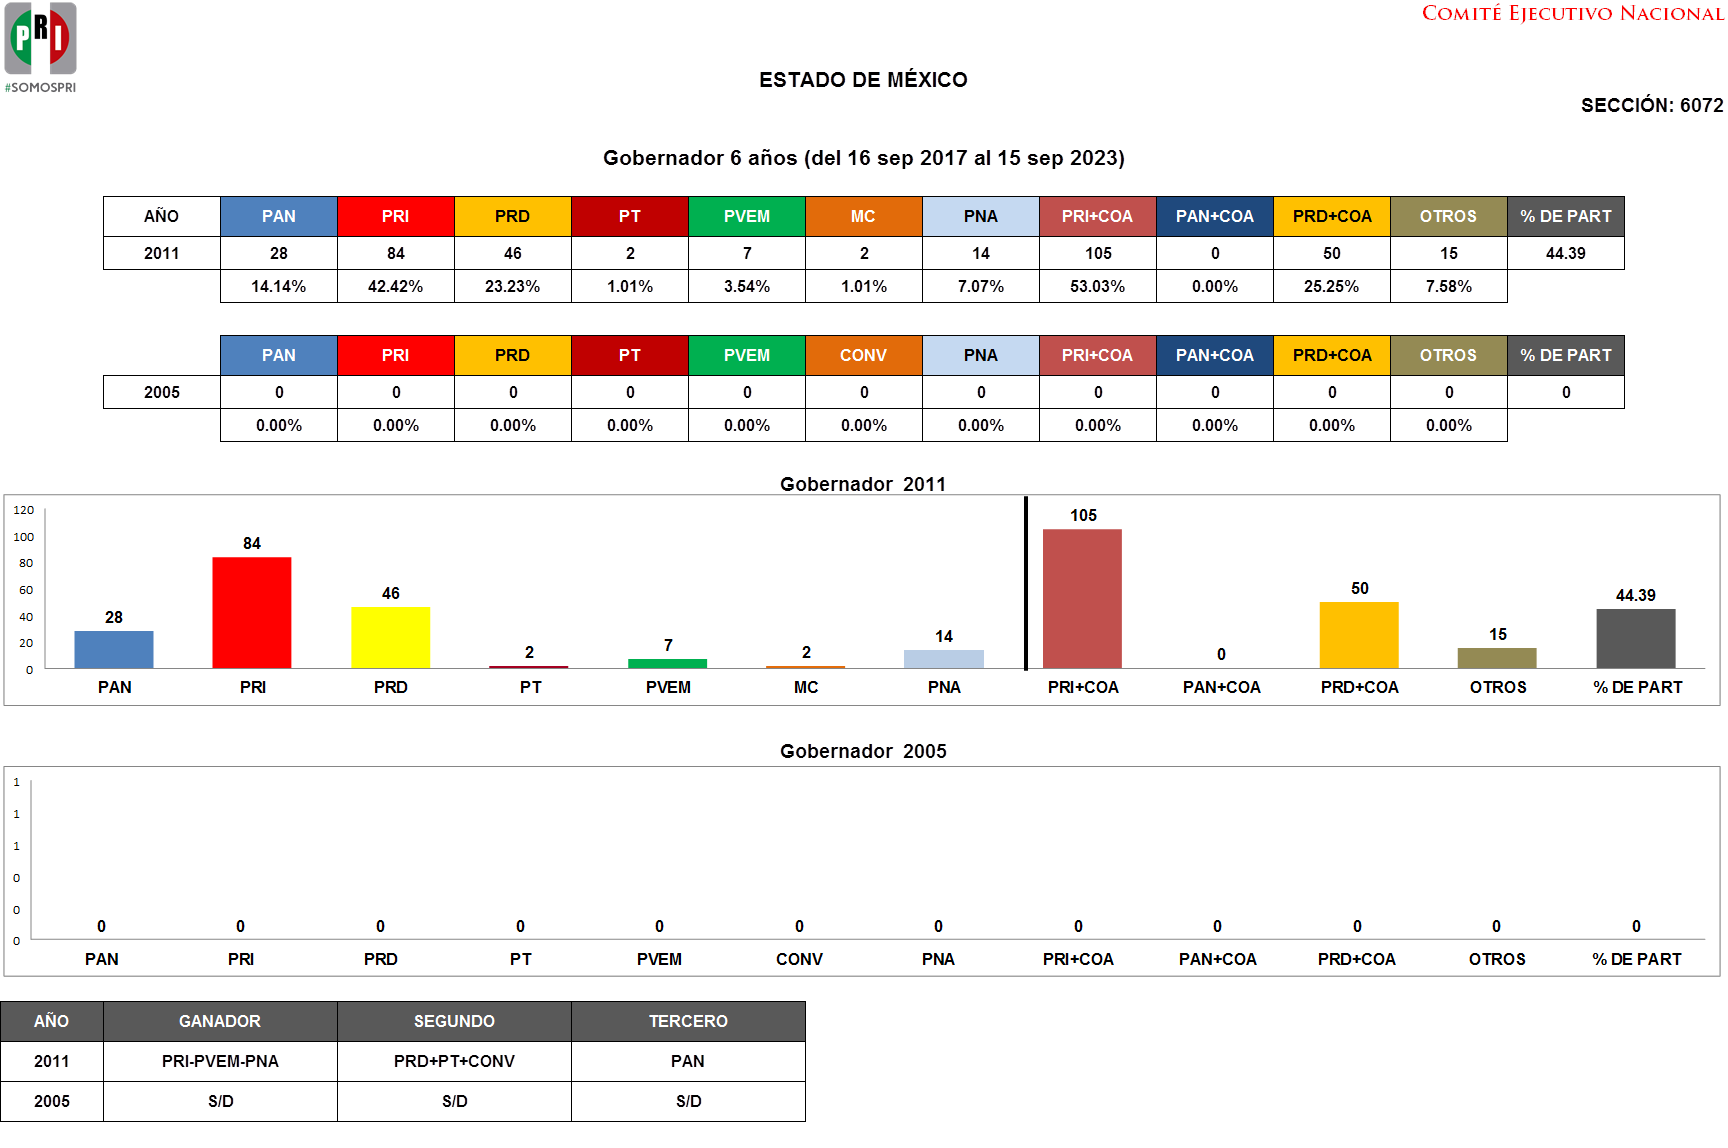 PRI
#SOMOSPRI
COMITÉ EJECUTIVO NACIONAL
ESTADO DE MÉXICO
SECCIÓN: 6072
Gobernador 6 años (del 16 sep 2017 al 15 sep 2023)
AÑO PAN PRI PRD PT PVEM MC PNA PRI+COA PAN+COA PRD+COA OTROS % DE PART
2011 28 84 46 2 7 2 14 105 0 50 15 44.39
14.14% 42.42% 23.23% 1.01% 3.54% 1.01% 7.07% 53.03% 0.00% 25.25% 7.58%
PAN PRI PRD PT PVEM CONV PNA PRI+COA PAN+COA PRD+COA OTROS % DE PART
2005 0 0 0 0 0 0 0 0 0 0 0 0
0.00% 0.00% 0.00% 0.00% 0.00% 0.00% 0.00% 0.00% 0.00% 0.00% 0.00%
Gobernador 2011
120
100
80
60
40
20
0
28 84 46 2 7 2 14 105 0 50 15 44.39
PAN PRI PRD PT PVEM MC PNA PRI+COA PAN+COA PRD+COA OTROS % DE PART
Gobernador 2005
1
1
1
0
0
0
0 0 0 0 0 0 0 0 0 0 0 0
PAN PRI PRD PT PVEM CONV PNA PRI+COA PAN+COA PRD+COA OTROS % DE PART
AÑO GANADOR SEGUNDO TERCERO
2011 PRI-PVEM-PNA PRD+PT+CONV PAN
2005 S/D S/D S/D